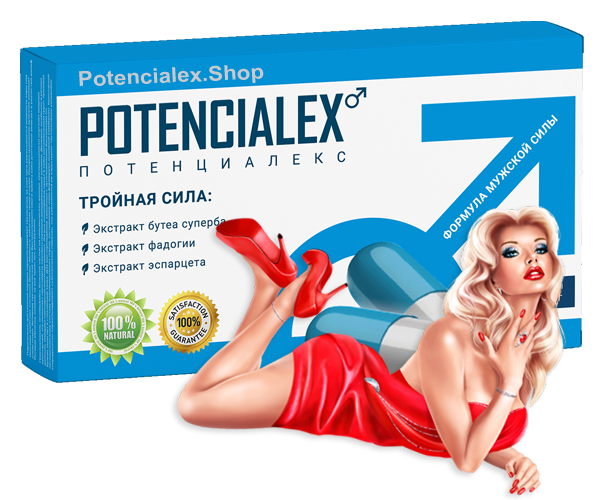 Potencialex.Shop
POTENCIALEX
ПОТЕНЦИАЛЕКС
ТРОЙНАЯ СИЛА:
Экстракт бутеа суперба
Экстракт фадогии
Экстракт эспарцета
ФОРМУЛА МУЖСКОЙ СИЛЫ
100%
NATURAL
SATISFACTION
100%
GUARANTEE